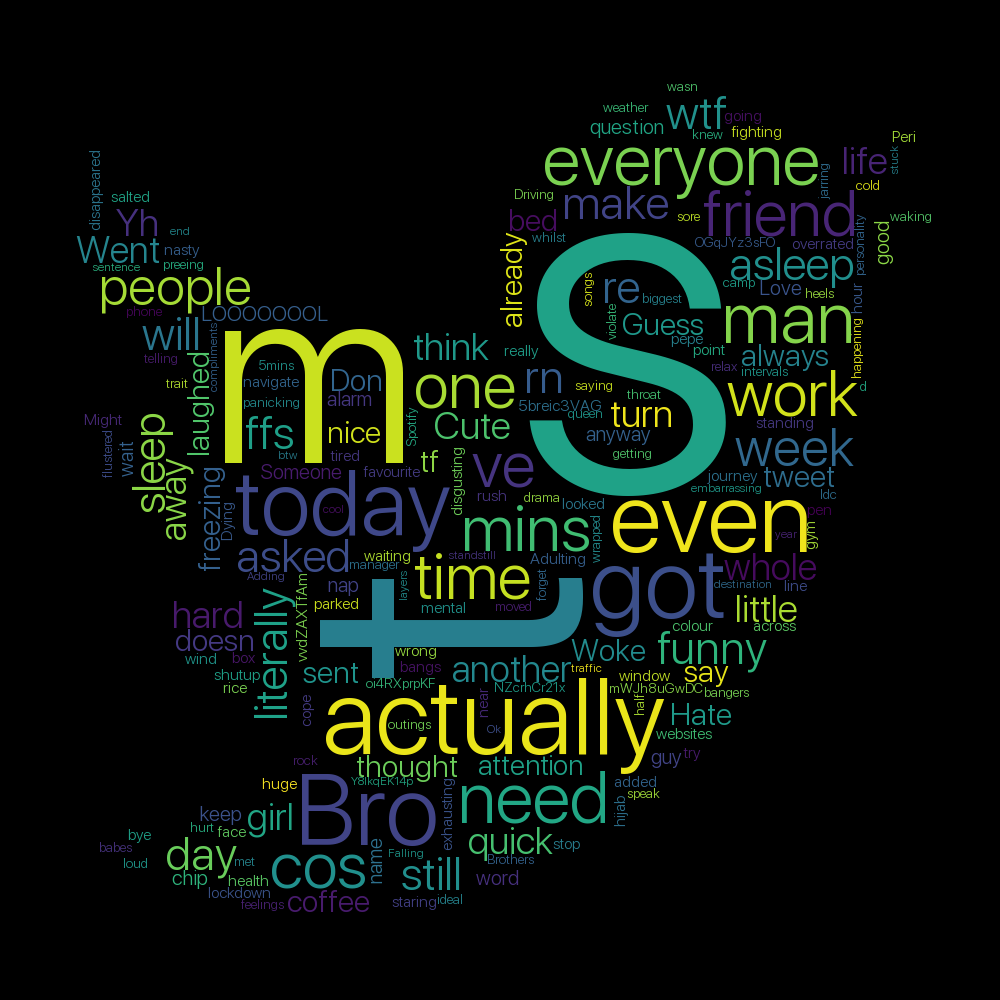 wasn
weather
wtf
going
question
knew
fighting
Peri
everyone
life
stuck
disappeared
salted
Driving
make
sore
friend
jarring
cold
waking
Yh
end
bed
whilst
OGqJYz3sFO
overrated
personality
good
Went
nasty
already
asleep
sentence
preeing
people
songs
re
biggest
camp
Love
heels
hour
phone
LOOOOOOOL
violate
Guess
man
will
m
S
think
really
pepe
point
always
happening
telling
compliments
laughed
5mins
navigate
Don
one
rn
saying
throat
relax
intervals
d
trait
panicking
alarm
5breic3VAG
queen
turn
work
Might
ffs
nice
Spotify
Cute
anyway
getting
standing
flustered
wait
sleep
btw
tired
tf
ve
week
away
freezing
Someone
favourite
disgusting
rush
drama
looked
journey
tweet
ldc
embarrassing
Dying
today
cool
mins
wrapped
even
pen
gym
year
asked
manager
waiting
standstill
Adulting
got
whole
Adding
nap
time
layers
forget
destination
line
hard
parked
t
mental
moved
little
doesn
literally
vvdZAXTfAm
wrong
colour
across
wind
box
bangs
Woke
funny
shutup
sent
another
traffic
window
say
rice
oi4RXprpKF
NZcrhCr21x
mWJh8uGwDC
bangers
cope
actually
near
half
Hate
outings
Ok
websites
rock
thought
attention
guy
try
huge
Y8lkqEK14p
added
speak
keep
girl
Bro
exhausting
need
hijab
bye
hurt
face
quick
stop
babes
loud
day
met
cos
name
Falling
still
Brothers
chip
health
word
lockdown
feelings
coffee
staring
ideal